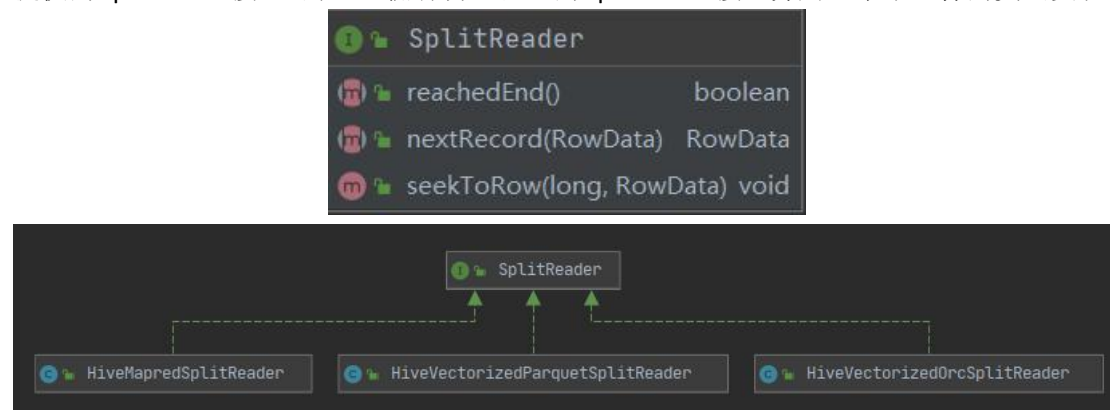 SplitReader
reachedEnd() boolean
nextRecord(RowData) RowData
seekToRow(long, RowData) void
SplitReader
HiveMapredSplitReader
HiveVectorizedParquetSplitReader
HiveVectorizedOrcSplitReader